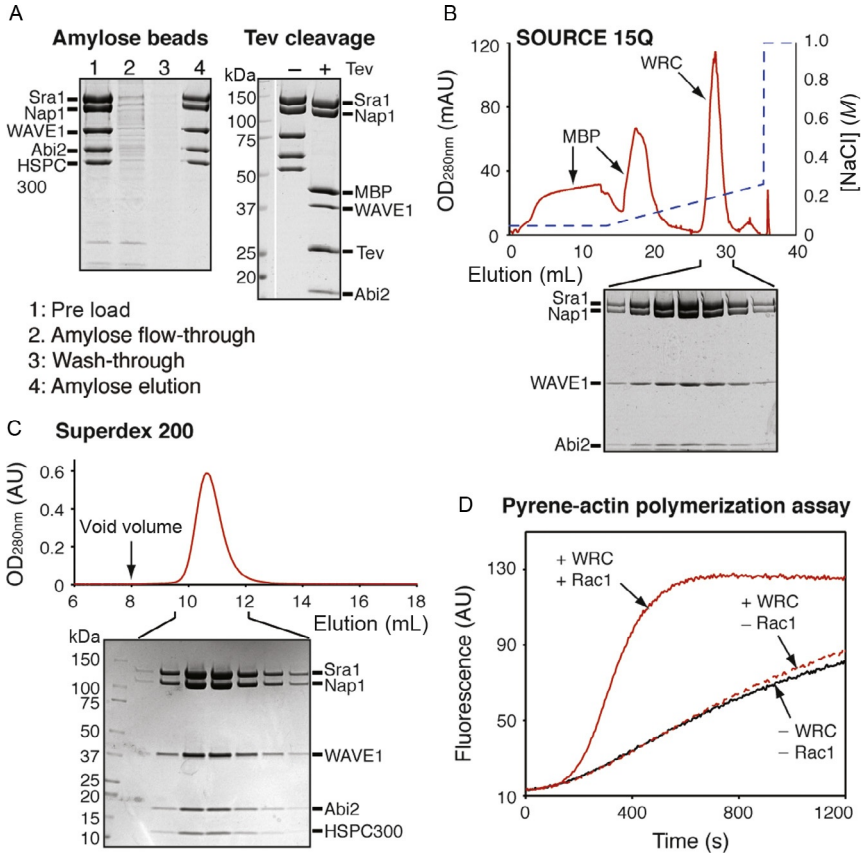 A
Amylose beads
1 2 3 4
Sra1
Nap1
WAVE1
Abi2
HSPC
300
Tev cleavage
kDa − + Tev
150
100
75
50
37
25
20
Sra1
Nap1
MBP
WAVE1
Tev
Abi2
1: Pre load
2. Amylose flow-through
3: Wash-through
4: Amylose elution
B
SOURCE 15Q
OD280nm (mAU)
120
80
40
0
WRC
MBP
1.0
0.8
0.6
0.4
0.2
0
[NaCl] (M)
0 10 20 30 40
Elution (mL)
Sra1
Nap1
WAVE1
Abi2
C
Superdex 200
OD280nm (AU)
0.6
0.4
0.2
0
Void volume
6 8 10 12 14 16 18
Elution (mL)
kDa
150
100
75
50
37
25
20
15
10
Sra1
Nap1
WAVE1
Abi2
HSPC300
D
Pyrene-actin polymerization assay
Fluorescence (AU)
130
90
50
10
+ WRC
+ Rac1
+ WRC
− Rac1
− WRC
− Rac1
0 400 800 1200
Time (s)